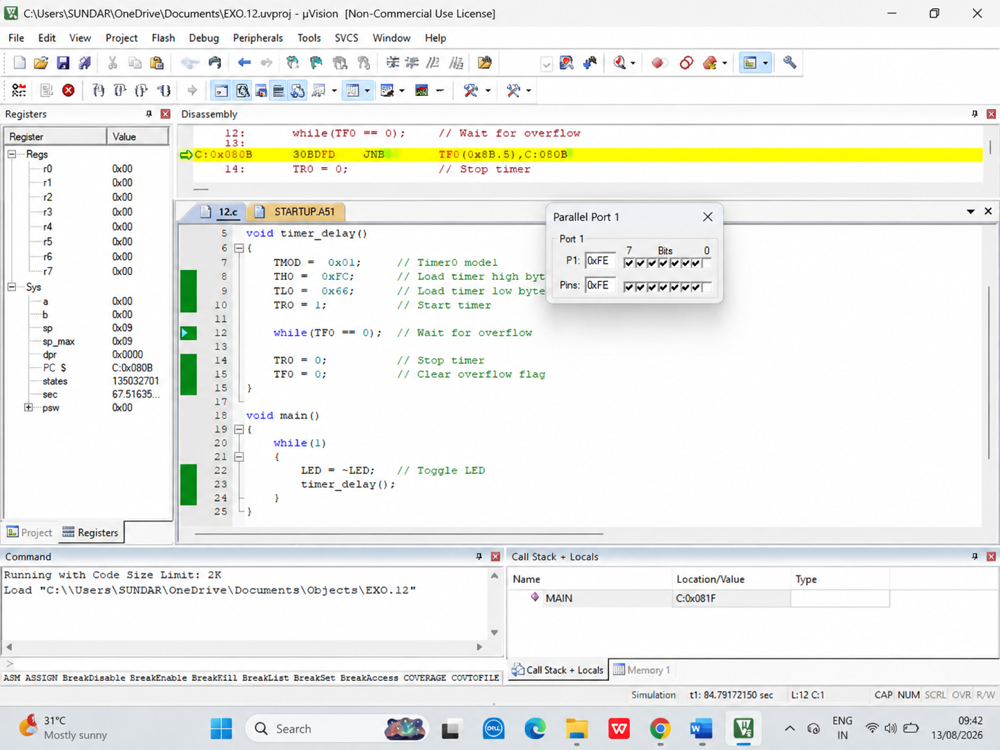 C:\Users\SUNDAR\OneDrive\Documents\EXO.12.uvproj - µVision [Non-Commercial Use License]
File Edit View Project Flash Debug Peripherals Tools SVCS Window Help
Registers
Register Value
Regs
r0 0x00
r1 0x00
r2 0x00
r3 0x00
r4 0x00
r5 0x00
r6 0x00
r7 0x00
Sys
a 0x00
b 0x00
sp 0x09
sp_max 0x09
dpr 0x0000
PC $ C:0x080B
states 135032701
sec 67.51635...
psw 0x00
Project Registers
Disassembly
12: while(TF0 == 0); // Wait for overflow
13:
C:0x080B 30BDFD JNB TF0(0x8B.5),C:080B
14: TR0 = 0; // Stop timer
12.c STARTUP.A51
5 void timer_delay()
6 {
7 TMOD = 0x01; // Timer0 mode1
8 TH0 = 0xFC; // Load timer high byt
9 TL0 = 0x66; // Load timer low byte
10 TR0 = 1; // Start timer
11
12 while(TF0 == 0); // Wait for overflow
13
14 TR0 = 0; // Stop timer
15 TF0 = 0; // Clear overflow flag
15 }
17
18 void main()
19 {
20 while(1)
21 {
22 LED = ~LED; // Toggle LED
23 timer_delay();
24 }
25 }
Parallel Port 1
Port 1
7 Bits 0
P1: 0xFE
Pins: 0xFE
Command
Running with Code Size Limit: 2K
Load "C:\\Users\SUNDAR\OneDrive\Documents\Objects\EXO.12"
>
ASM ASSIGN BreakDisable BreakEnable BreakKill BreakList BreakSet BreakAccess COVERAGE COVTOFILE
Call Stack + Locals
Name Location/Value Type
MAIN C:0x081F
Call Stack + Locals Memory 1
Simulation t1: 84.79172150 sec L:12 C:1 CAP NUM SCRL OVR R/W
31°C
Mostly sunny
Search
DELL
W
W
ENG
IN
09:42
13/08/2026